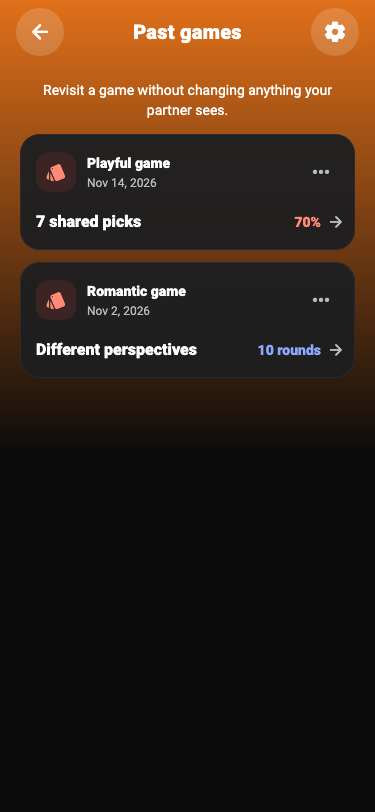 Past games
Revisit a game without changing anything your
partner sees.
Playful game
Nov 14, 2026
7 shared picks
70%
Romantic game
Nov 2, 2026
Different perspectives
10 rounds